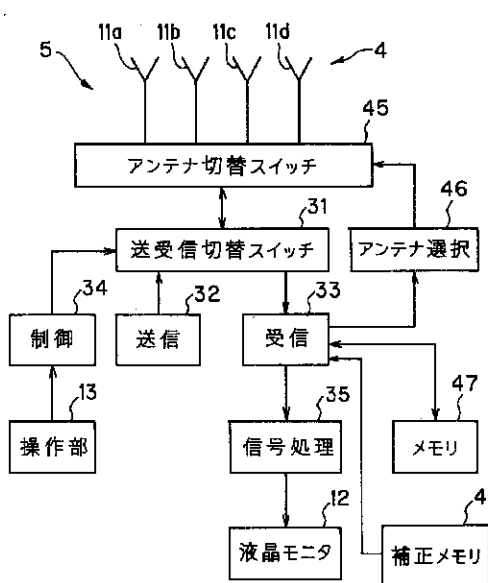 11a 11b 11c 11d
5
4
45
アンテナ切替スイッチ
31
46
送受信切替スイッチ
アンテナ選択
34
32
33
制御
送信
受信
13
35
47
操作部
信号処理
メモリ
12
4
液晶モニタ
補正メモリ